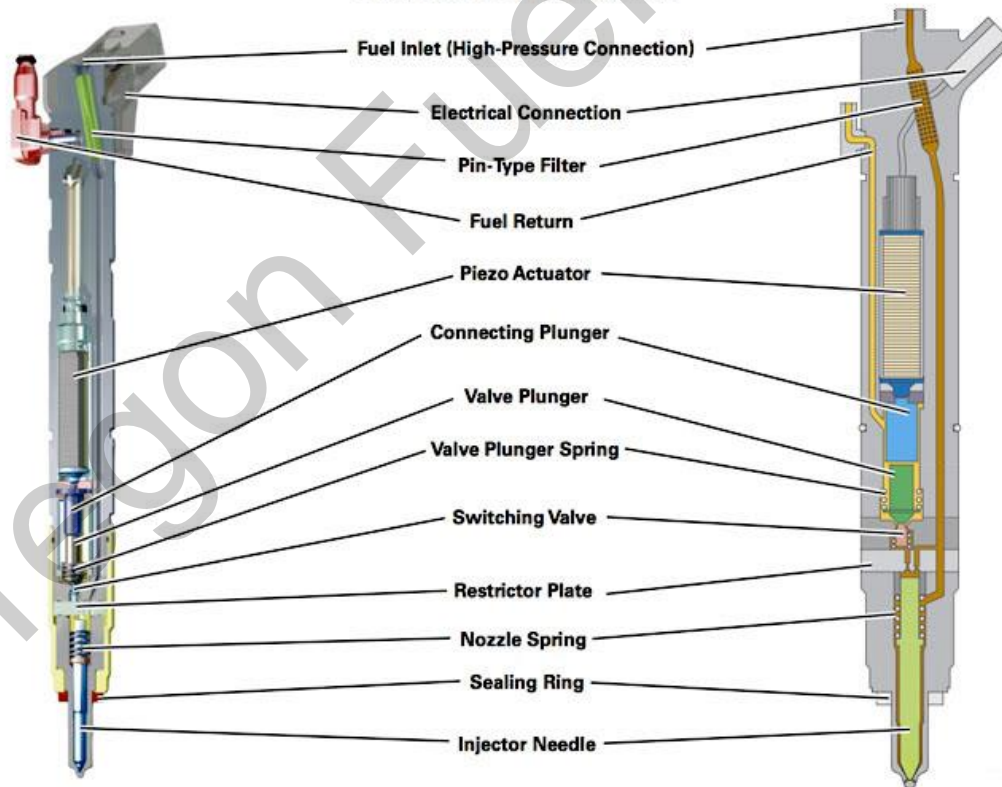 Fuel Inlet (High-Pressure Connection)
Electrical Connection
Pin-Type Filter
Fuel Return
Piezo Actuator
Connecting Plunger
Valve Plunger
Valve Plunger Spring
Switching Valve
Restrictor Plate
Nozzle Spring
Sealing Ring
Injector Needle